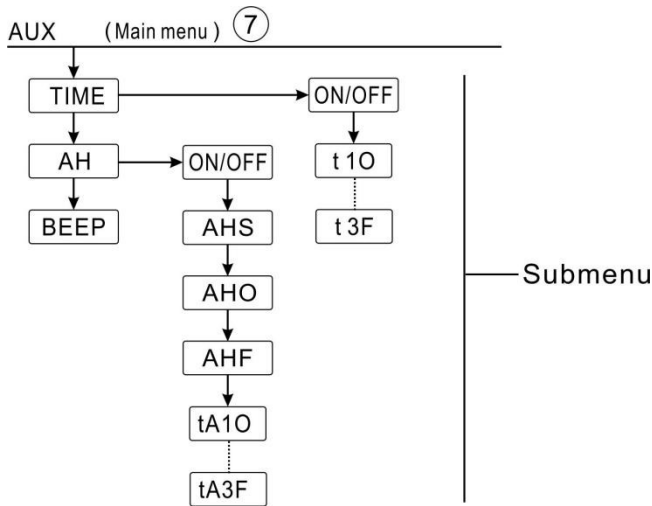 AUX (Main menu) 7
TIME ON/OFF
AH ON/OFF t 1O
BEEP AHS t 3F
AHO Submenu
AHF
tA1O
tA3F